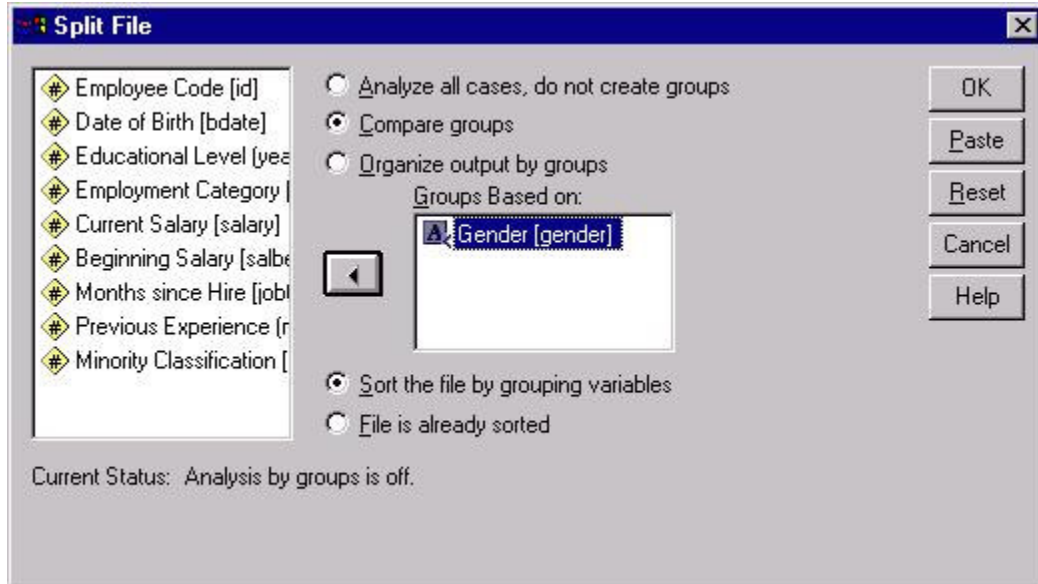 Split File
Employee Code [id]
Date of Birth [bdate]
Educational Level (yea
Employment Category [
Current Salary [salary]
Beginning Salary [salbe
Months since Hire [jobt
Previous Experience (r
Minority Classification [
Analyze all cases, do not create groups
Compare groups
Organize output by groups
Groups Based on:
Gender [gender]
Sort the file by grouping variables
File is already sorted
OK
Paste
Reset
Cancel
Help
Current Status: Analysis by groups is off.